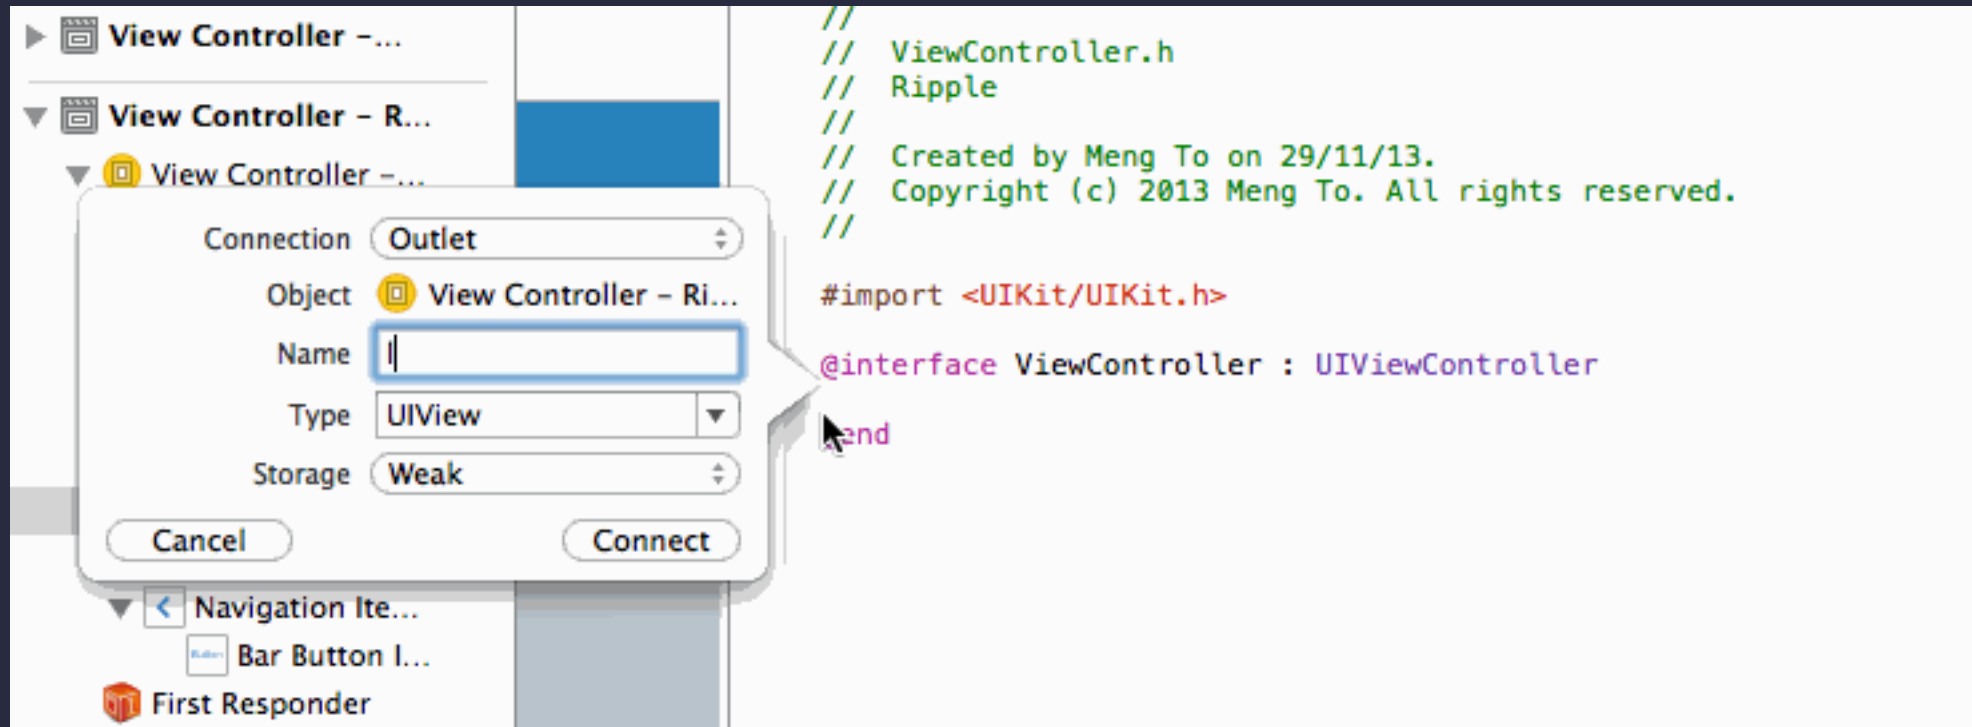 View Controller –...
View Controller – R...
View Controller –...
Connection Outlet
Object View Controller – Ri...
Name l
Type UIView
Storage Weak
Cancel Connect
Navigation Ite...
Bar Button I...
First Responder
//
// ViewController.h
// Ripple
//
// Created by Meng To on 29/11/13.
// Copyright (c) 2013 Meng To. All rights reserved.
//
#import <UIKit/UIKit.h>
@interface ViewController : UIViewController
@end